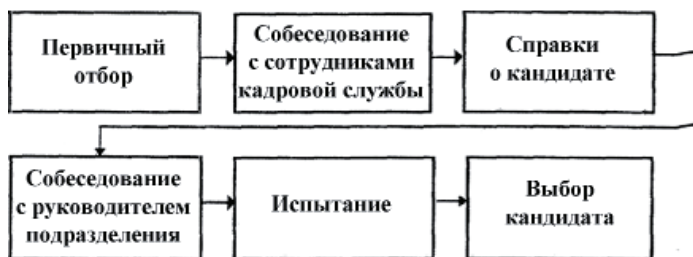 Первичный
отбор
Собеседование
с сотрудниками
кадровой службы
Справки
о кандидате
Собеседование
с руководителем
подразделения
Испытание
Выбор
кандидата